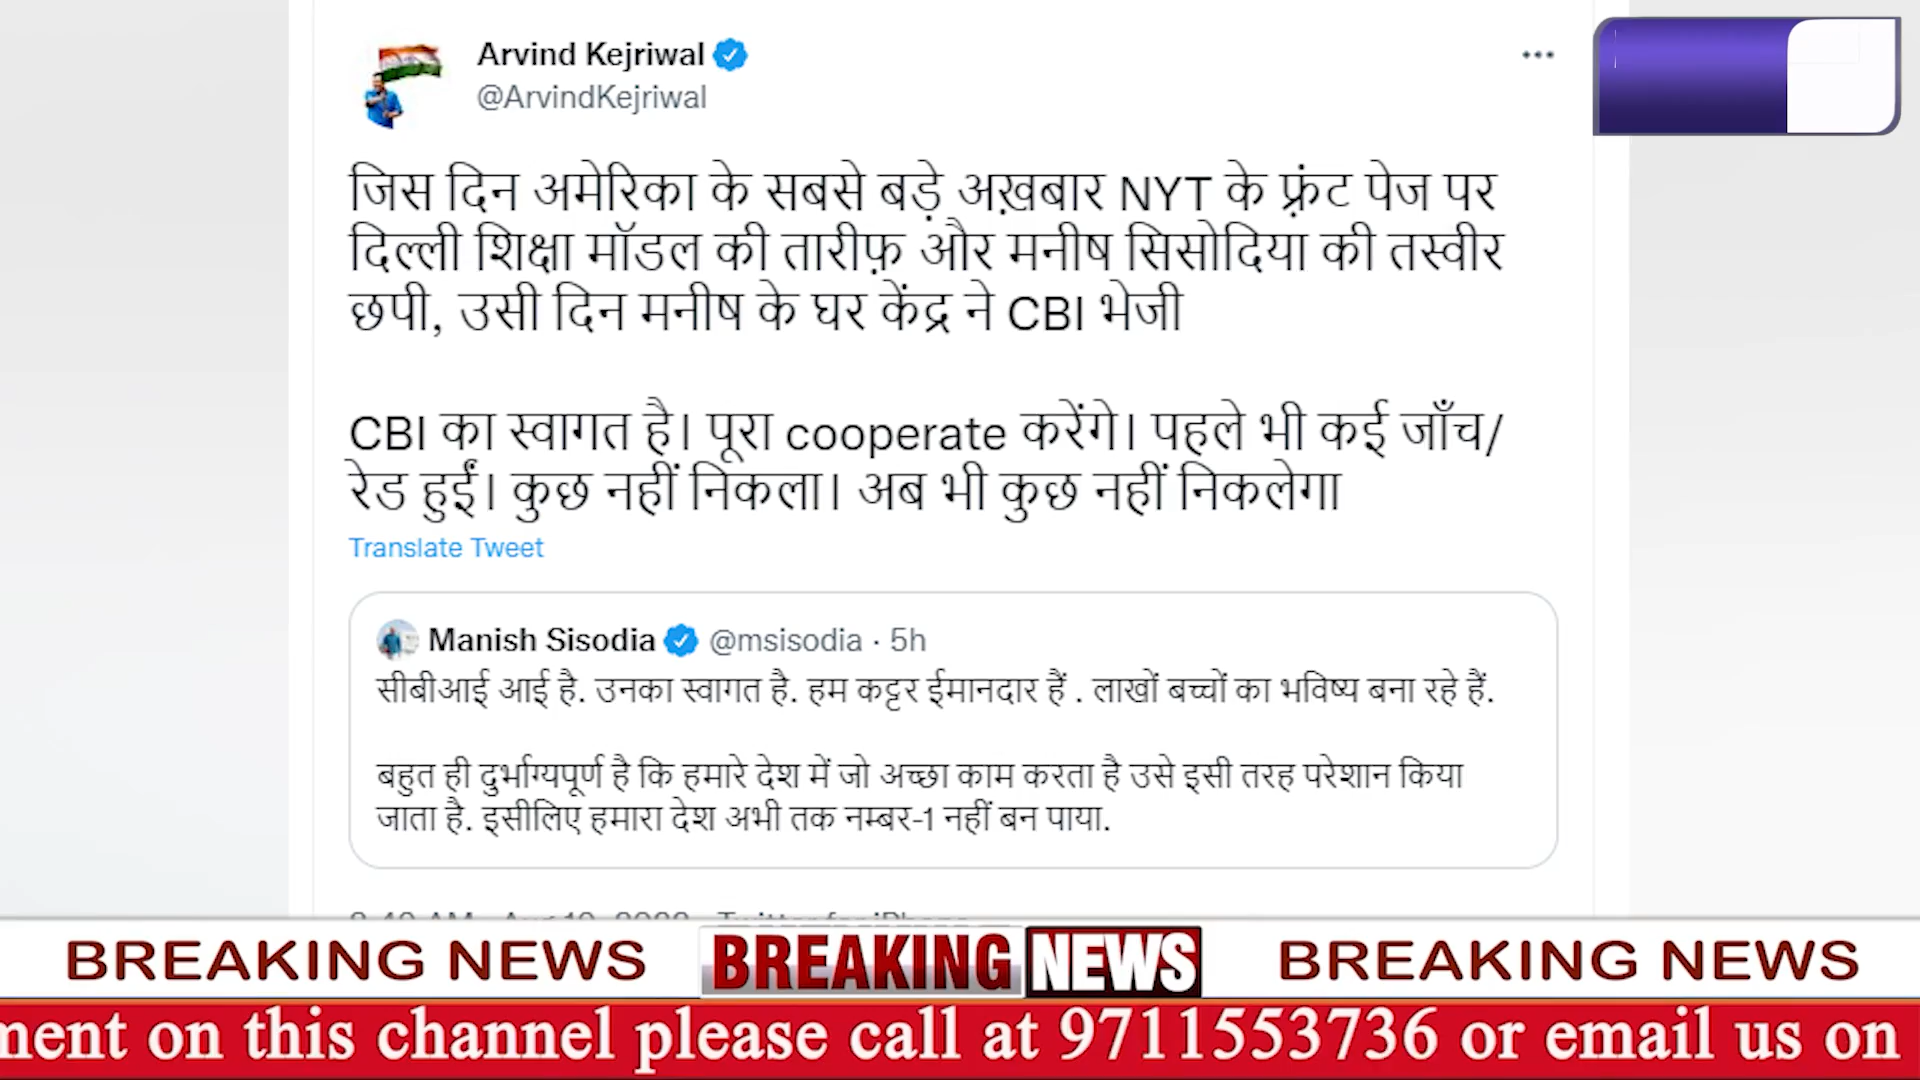 Arvind Kejriwal
@ArvindKejriwal
जिस दिन अमेरिका के सबसे बड़े अख़बार NYT के फ़्रंट पेज पर
दिल्ली शिक्षा मॉडल की तारीफ़ और मनीष सिसोदिया की तस्वीर
छपी, उसी दिन मनीष के घर केंद्र ने CBI भेजी
CBI का स्वागत है। पूरा cooperate करेंगे। पहले भी कई जाँच/
रेड हुईं। कुछ नहीं निकला। अब भी कुछ नहीं निकलेगा
Translate Tweet
Manish Sisodia @msisodia · 5h
सीबीआई आई है. उनका स्वागत है. हम कट्टर ईमानदार हैं . लाखों बच्चों का भविष्य बना रहे हैं.
बहुत ही दुर्भाग्यपूर्ण है कि हमारे देश में जो अच्छा काम करता है उसे इसी तरह परेशान किया
जाता है. इसीलिए हमारा देश अभी तक नम्बर-1 नहीं बन पाया.
BREAKING NEWS BREAKING NEWS BREAKING NEWS
ment on this channel please call at 9711553736 or email us on